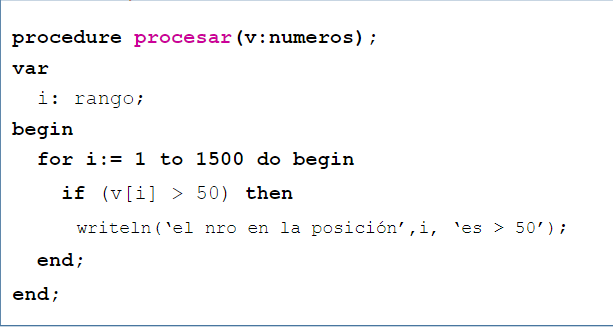 procedure procesar(v:numeros);
var
  i: rango;
begin
  for i:= 1 to 1500 do begin
    if (v[i] > 50) then
     writeln(‘el nro en la posición’,i, ‘es > 50’);
  end;
end;